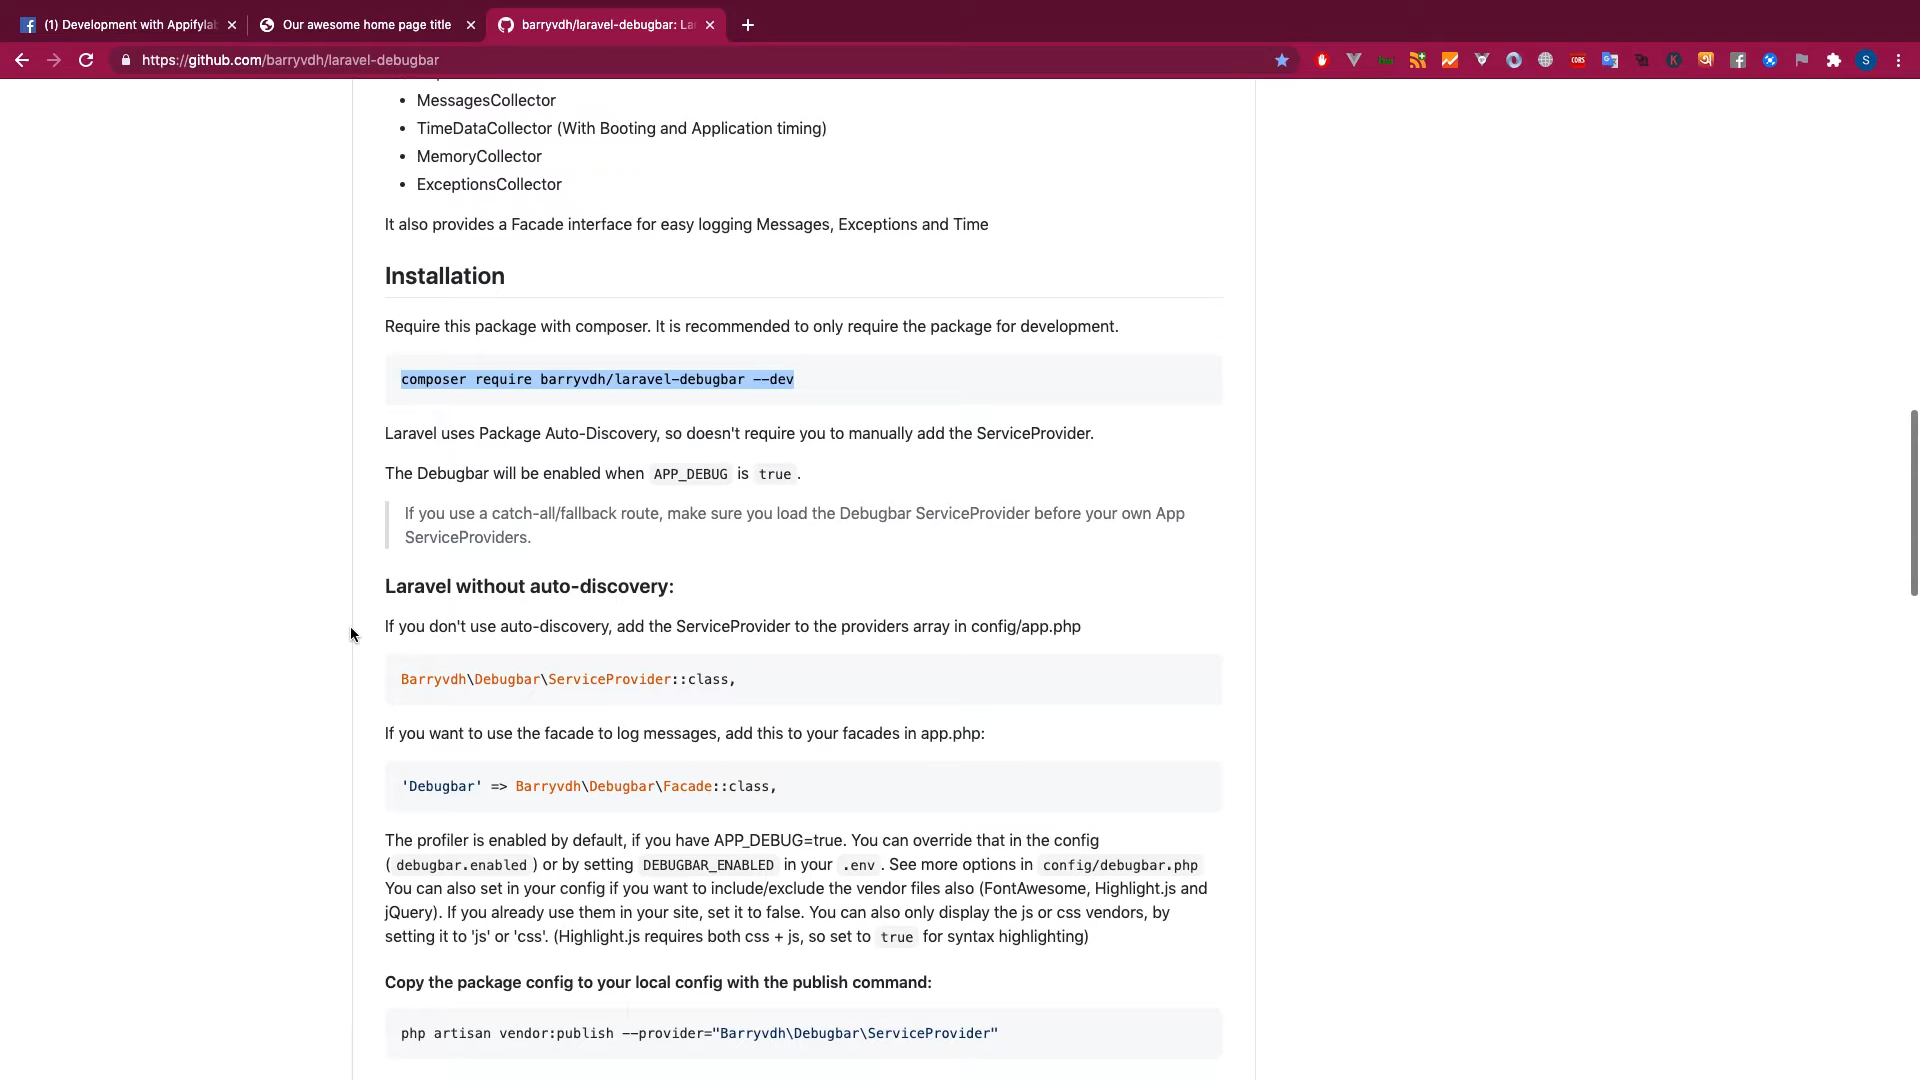 (1) Development with Appifylab
Our awesome home page title
barryvdh/laravel-debugbar: La
https://github.com/barryvdh/laravel-debugbar
CORS
S
MessagesCollector
TimeDataCollector (With Booting and Application timing)
MemoryCollector
ExceptionsCollector
It also provides a Facade interface for easy logging Messages, Exceptions and Time
Installation
Require this package with composer. It is recommended to only require the package for development.
composer require barryvdh/laravel-debugbar --dev
Laravel uses Package Auto-Discovery, so doesn't require you to manually add the ServiceProvider.
The Debugbar will be enabled when APP_DEBUG is true .
If you use a catch-all/fallback route, make sure you load the Debugbar ServiceProvider before your own App
ServiceProviders.
Laravel without auto-discovery:
If you don't use auto-discovery, add the ServiceProvider to the providers array in config/app.php
Barryvdh\Debugbar\ServiceProvider::class,
If you want to use the facade to log messages, add this to your facades in app.php:
'Debugbar' => Barryvdh\Debugbar\Facade::class,
The profiler is enabled by default, if you have APP_DEBUG=true. You can override that in the config
( debugbar.enabled ) or by setting DEBUGBAR_ENABLED in your .env . See more options in config/debugbar.php
You can also set in your config if you want to include/exclude the vendor files also (FontAwesome, Highlight.js and
jQuery). If you already use them in your site, set it to false. You can also only display the js or css vendors, by
setting it to 'js' or 'css'. (Highlight.js requires both css + js, so set to true for syntax highlighting)
Copy the package config to your local config with the publish command:
php artisan vendor:publish --provider="Barryvdh\Debugbar\ServiceProvider"